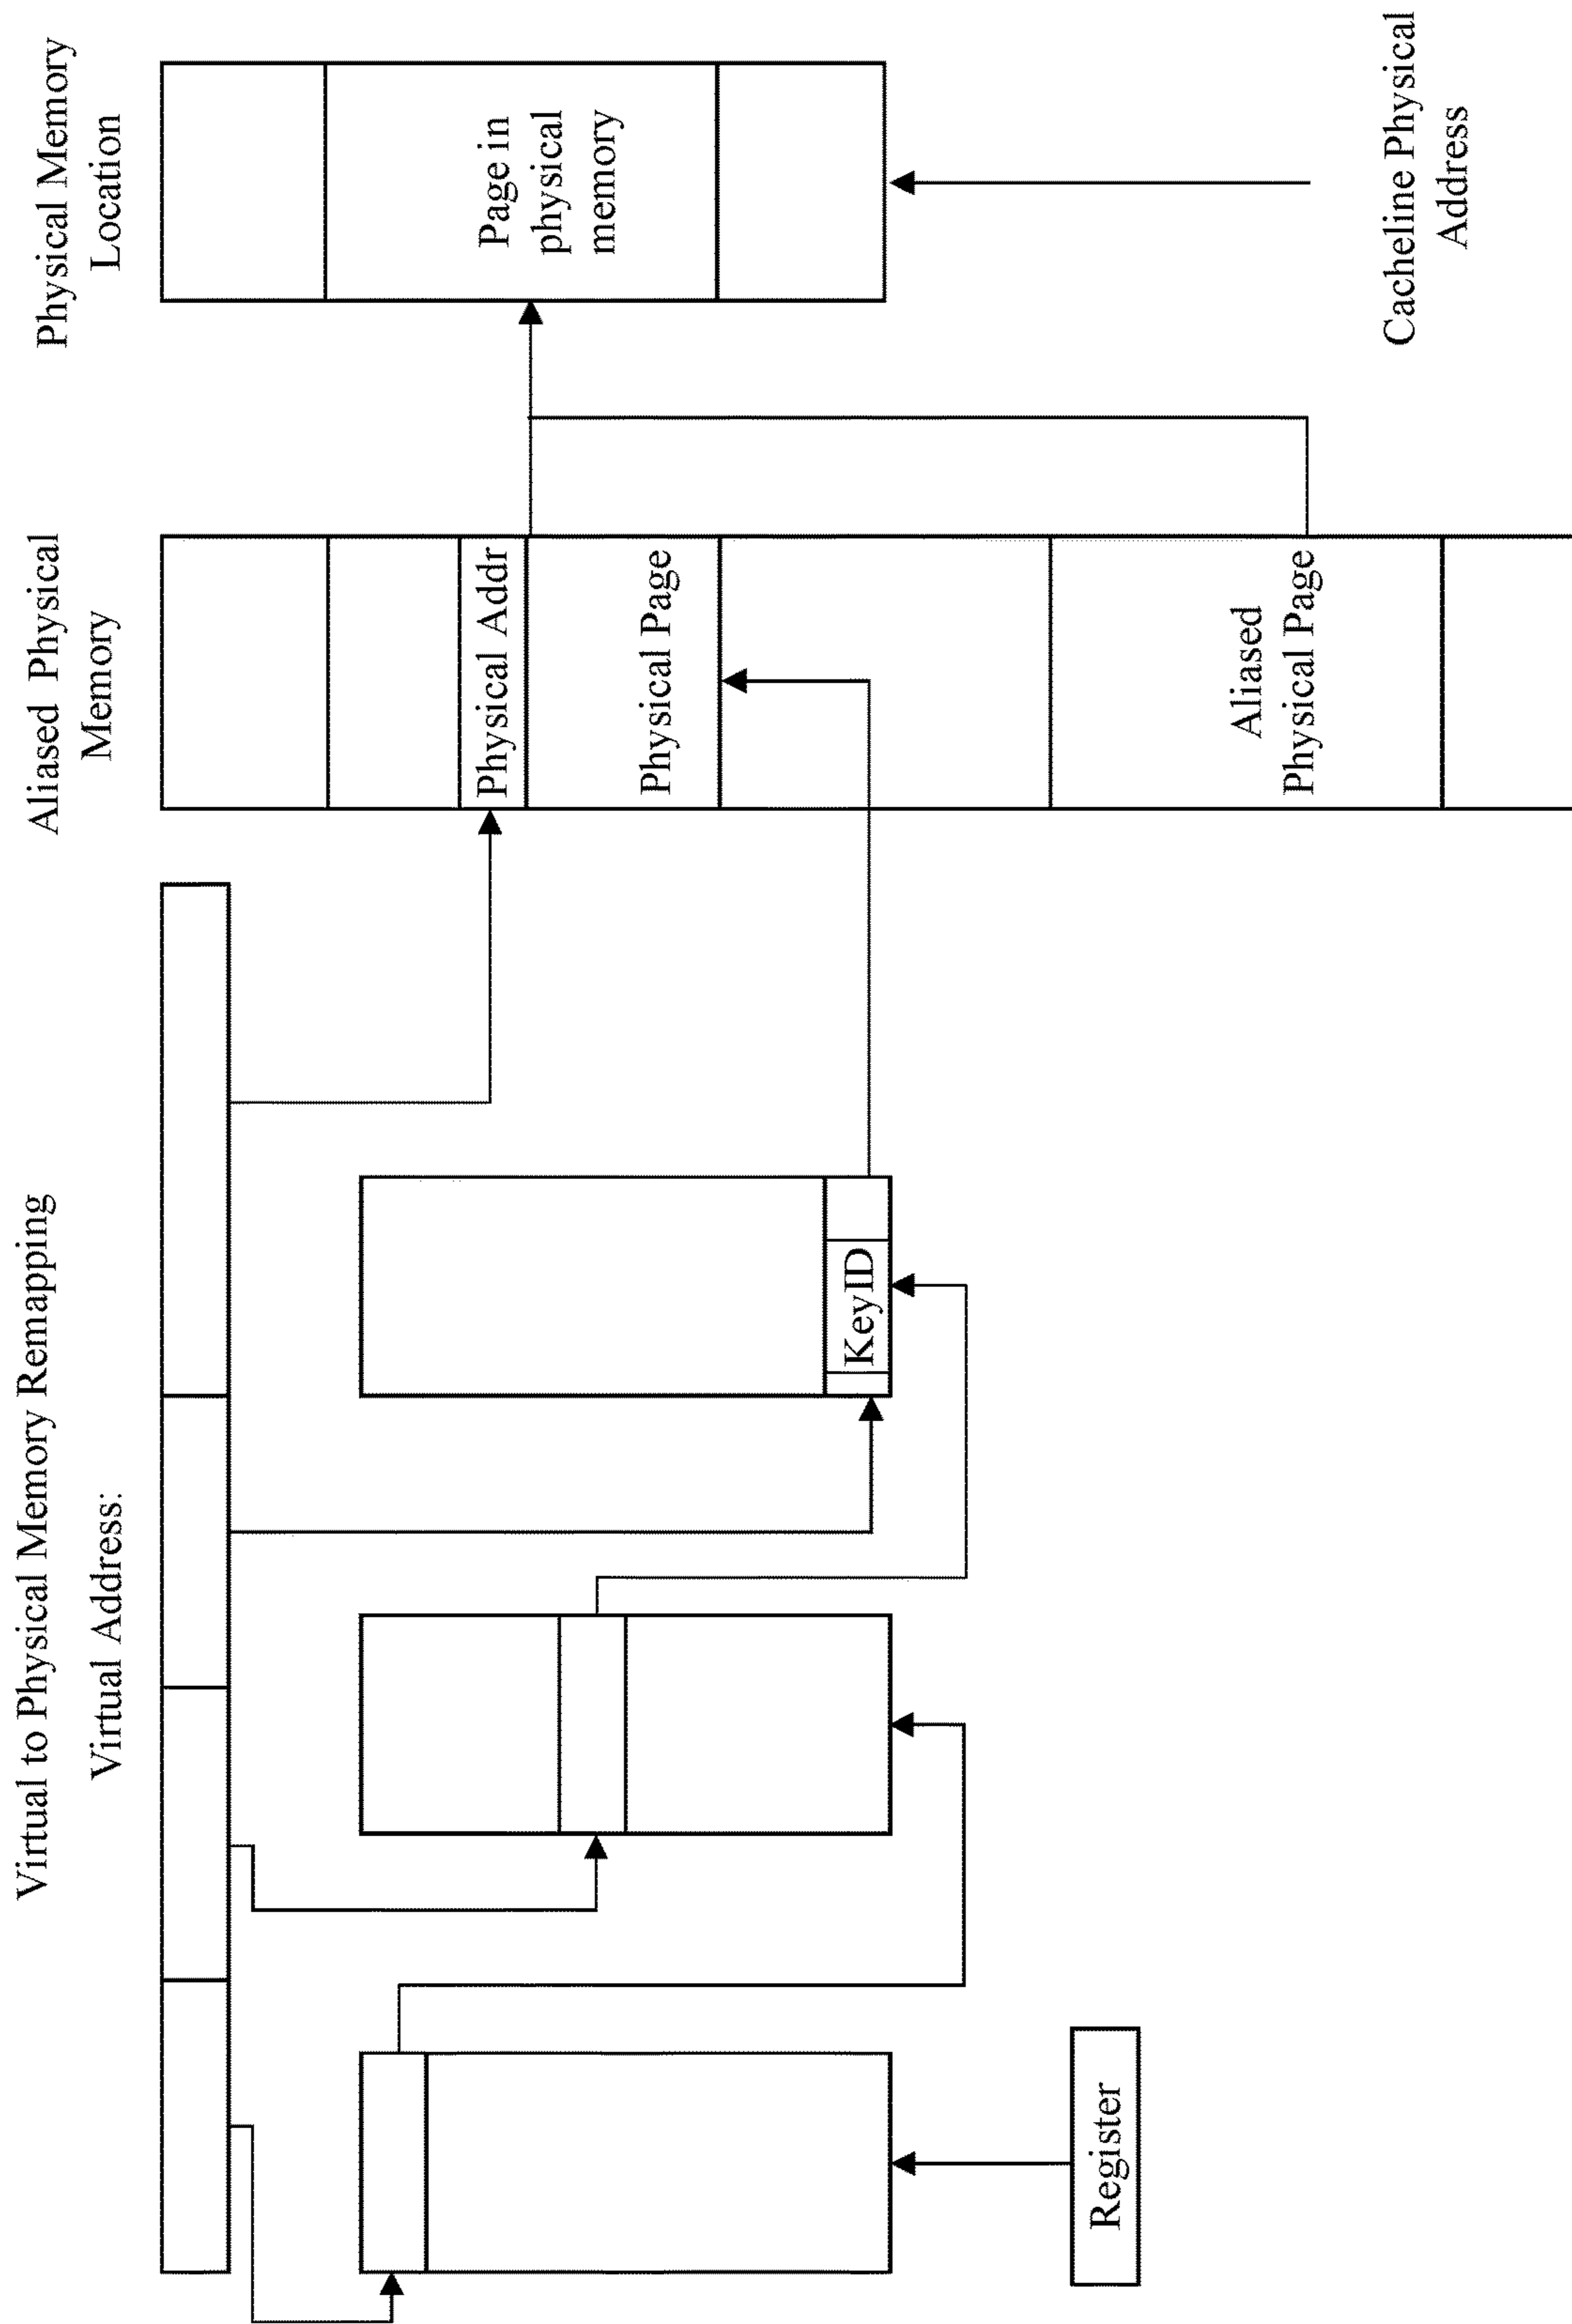 Virtual to Physical Memory Remapping
Virtual Address:
Aliased Physical
Memory
Physical Memory
Location
Physical Addr
Physical Page
Page in
physical
memory
KeyID
Register
Aliased
Physical Page
Cacheline Physical
Address